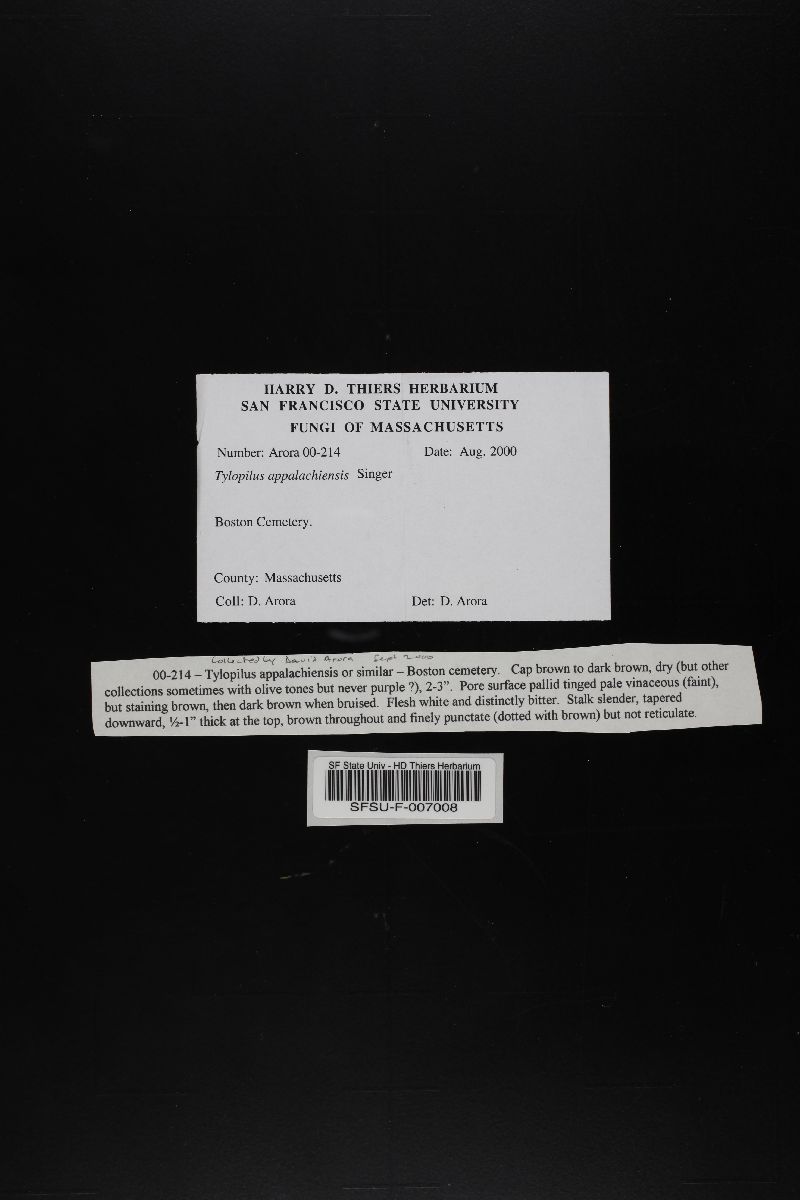 HARRY D. THIERS HERBARIUM
SAN FRANCISCO STATE UNIVERSITY
FUNGI OF MASSACHUSETTS
Number: Arora 00-214 Date: Aug. 2000
Tylopilus appalachiensis Singer
Boston Cemetery.
County: Massachusetts
Coll: D. Arora Det: D. Arora
Collected by David Arora Sept 2000
00-214 – Tylopilus appalachiensis or similar – Boston cemetery. Cap brown to dark brown, dry (but other
collections sometimes with olive tones but never purple ?), 2-3”. Pore surface pallid tinged pale vinaceous (faint),
but staining brown, then dark brown when bruised. Flesh white and distinctly bitter. Stalk slender, tapered
downward, ½-1” thick at the top, brown throughout and finely punctate (dotted with brown) but not reticulate.
SF State Univ - HD Thiers Herbarium
SFSU-F-007008